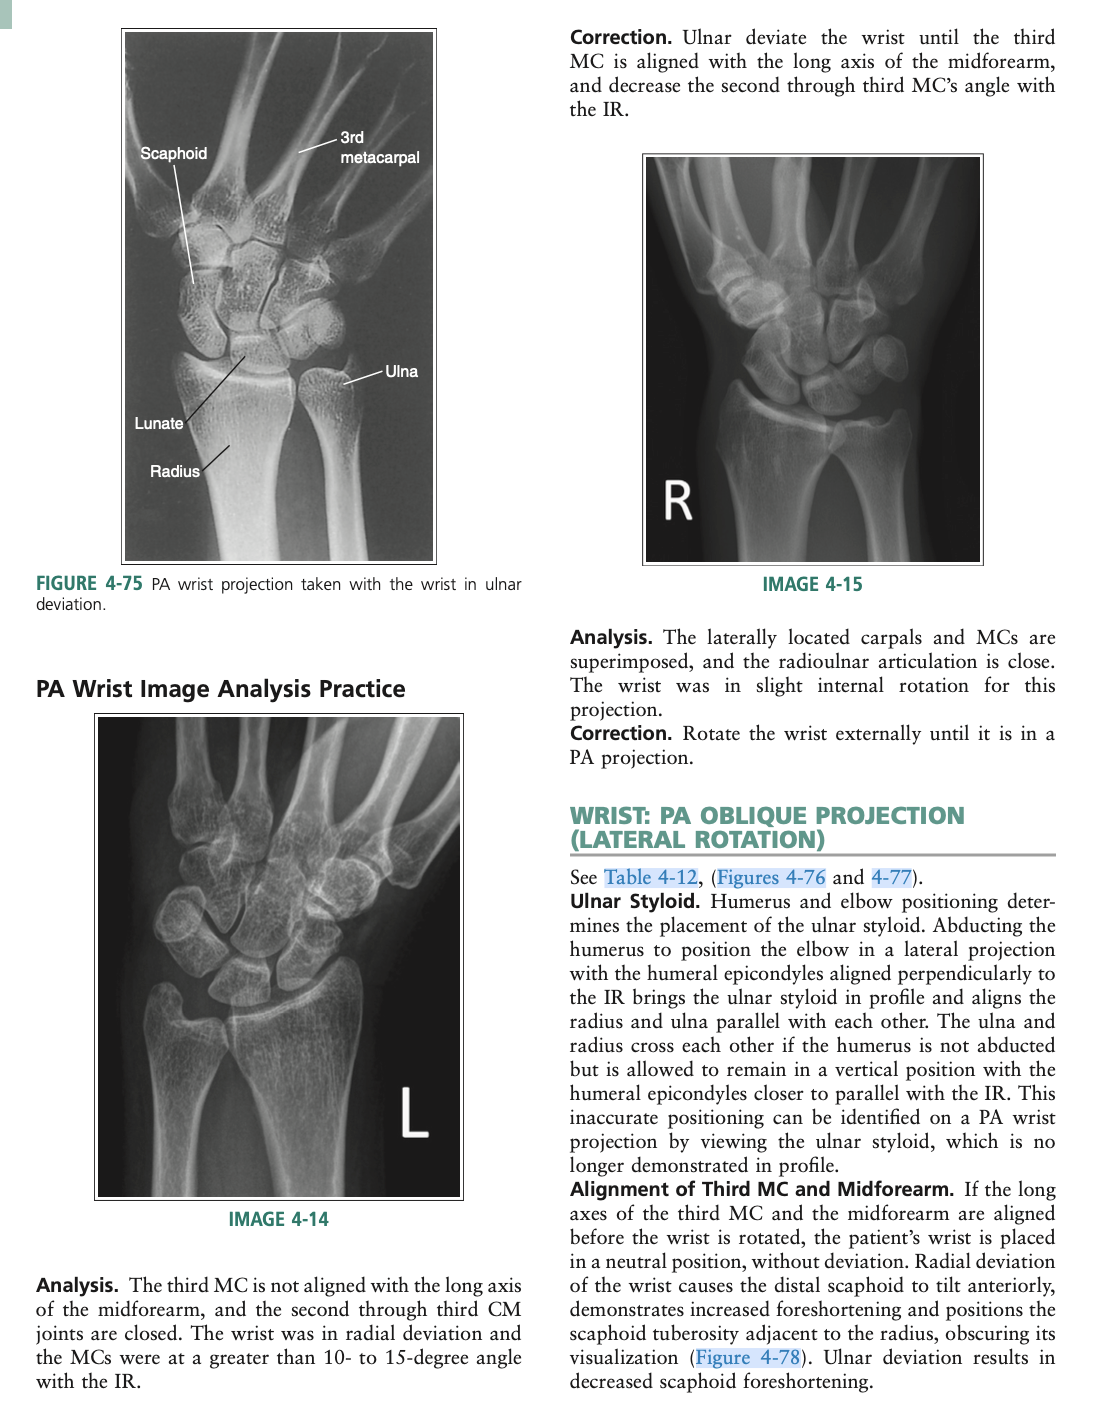 Scaphoid
3rd
metacarpal
Ulna
Lunate
Radius
FIGURE 4-75 PA wrist projection taken with the wrist in ulnar
deviation.
PA Wrist Image Analysis Practice
L
IMAGE 4-14
Analysis. The third MC is not aligned with the long axis
of the midforearm, and the second through third CM
joints are closed. The wrist was in radial deviation and
the MCs were at a greater than 10- to 15-degree angle
with the IR.
Correction. Ulnar deviate the wrist until the third
MC is aligned with the long axis of the midforearm,
and decrease the second through third MC’s angle with
the IR.
R
IMAGE 4-15
Analysis. The laterally located carpals and MCs are
superimposed, and the radioulnar articulation is close.
The wrist was in slight internal rotation for this
projection.
Correction. Rotate the wrist externally until it is in a
PA projection.
WRIST: PA OBLIQUE PROJECTION
(LATERAL ROTATION)
See Table 4-12, (Figures 4-76 and 4-77).
Ulnar Styloid. Humerus and elbow positioning deter-
mines the placement of the ulnar styloid. Abducting the
humerus to position the elbow in a lateral projection
with the humeral epicondyles aligned perpendicularly to
the IR brings the ulnar styloid in profile and aligns the
radius and ulna parallel with each other. The ulna and
radius cross each other if the humerus is not abducted
but is allowed to remain in a vertical position with the
humeral epicondyles closer to parallel with the IR. This
inaccurate positioning can be identified on a PA wrist
projection by viewing the ulnar styloid, which is no
longer demonstrated in profile.
Alignment of Third MC and Midforearm. If the long
axes of the third MC and the midforearm are aligned
before the wrist is rotated, the patient’s wrist is placed
in a neutral position, without deviation. Radial deviation
of the wrist causes the distal scaphoid to tilt anteriorly,
demonstrates increased foreshortening and positions the
scaphoid tuberosity adjacent to the radius, obscuring its
visualization (Figure 4-78). Ulnar deviation results in
decreased scaphoid foreshortening.